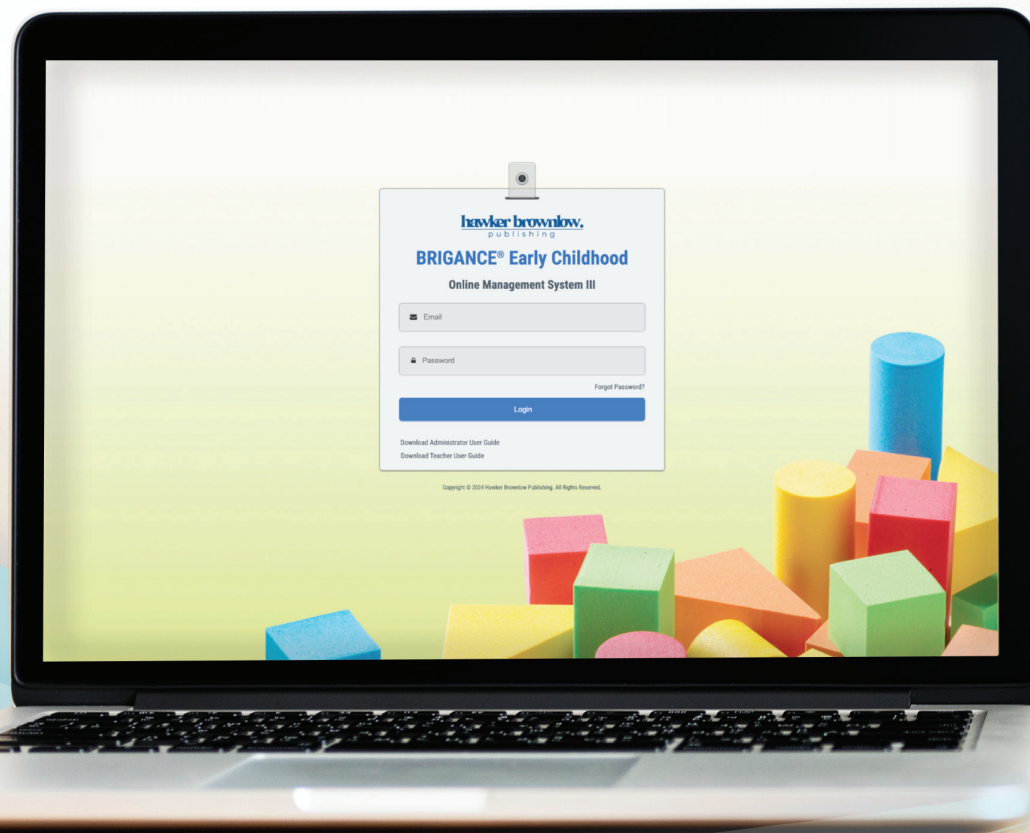 hawker brownlow
publishing
BRIGANCE® Early Childhood
Online Management System III
Email
Password
Forgot Password?
Login
Download Administrator User Guide
Download Teacher User Guide
Copyright © 2024 Hawker Brownlow Publishing. All Rights Reserved.